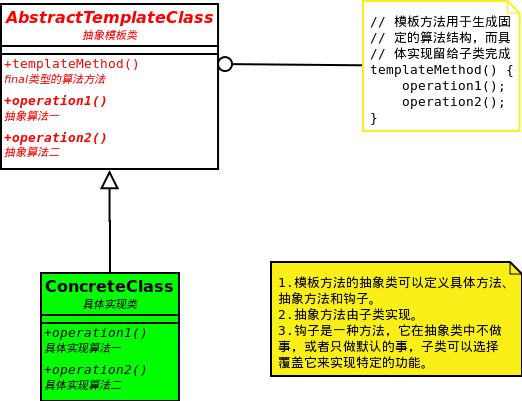 AbstractTemplateClass
抽象模板类
+templateMethod()
final类型的算法方法
+operation1()
抽象算法一
+operation2()
抽象算法二
// 模板方法用于生成固
// 定的算法结构，而具
// 体实现留给子类完成
templateMethod() {
operation1();
operation2();
}
ConcreteClass
具体实现类
+operation1()
具体实现算法一
+operation2()
具体实现算法二
1.模板方法的抽象类可以定义具体方法、
抽象方法和钩子。
2.抽象方法由子类实现。
3.钩子是一种方法，它在抽象类中不做
事，或者只做默认的事，子类可以选择
覆盖它来实现特定的功能。